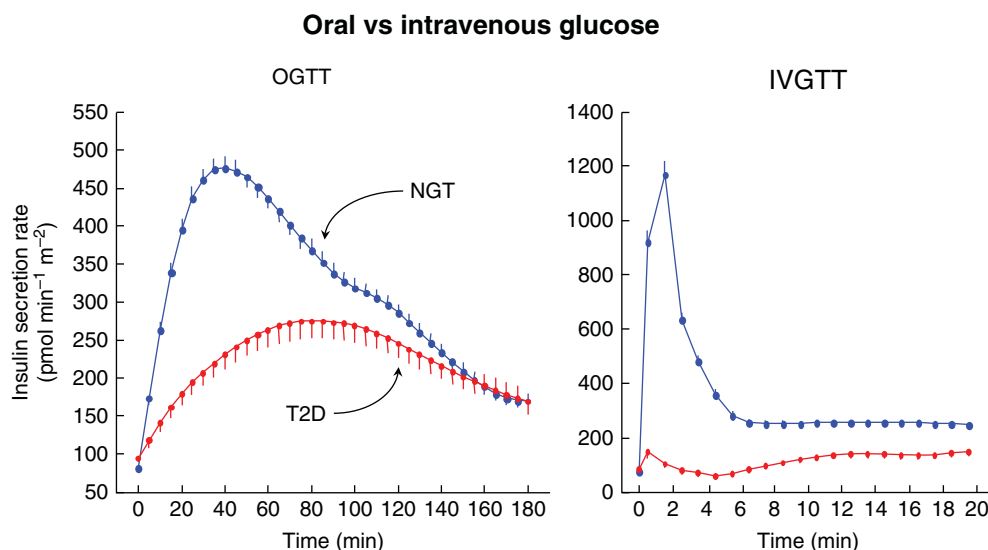 Oral vs intravenous glucose
OGTT
Insulin secretion rate
(pmol min⁻¹ m⁻²)
550
500
450
400
350
300
250
200
150
100
50
NGT
T2D
0 20 40 60 80 100 120 140 160 180
Time (min)
IVGTT
1400
1200
1000
800
600
400
200
0
0 2 4 6 8 10 12 14 16 18 20
Time (min)